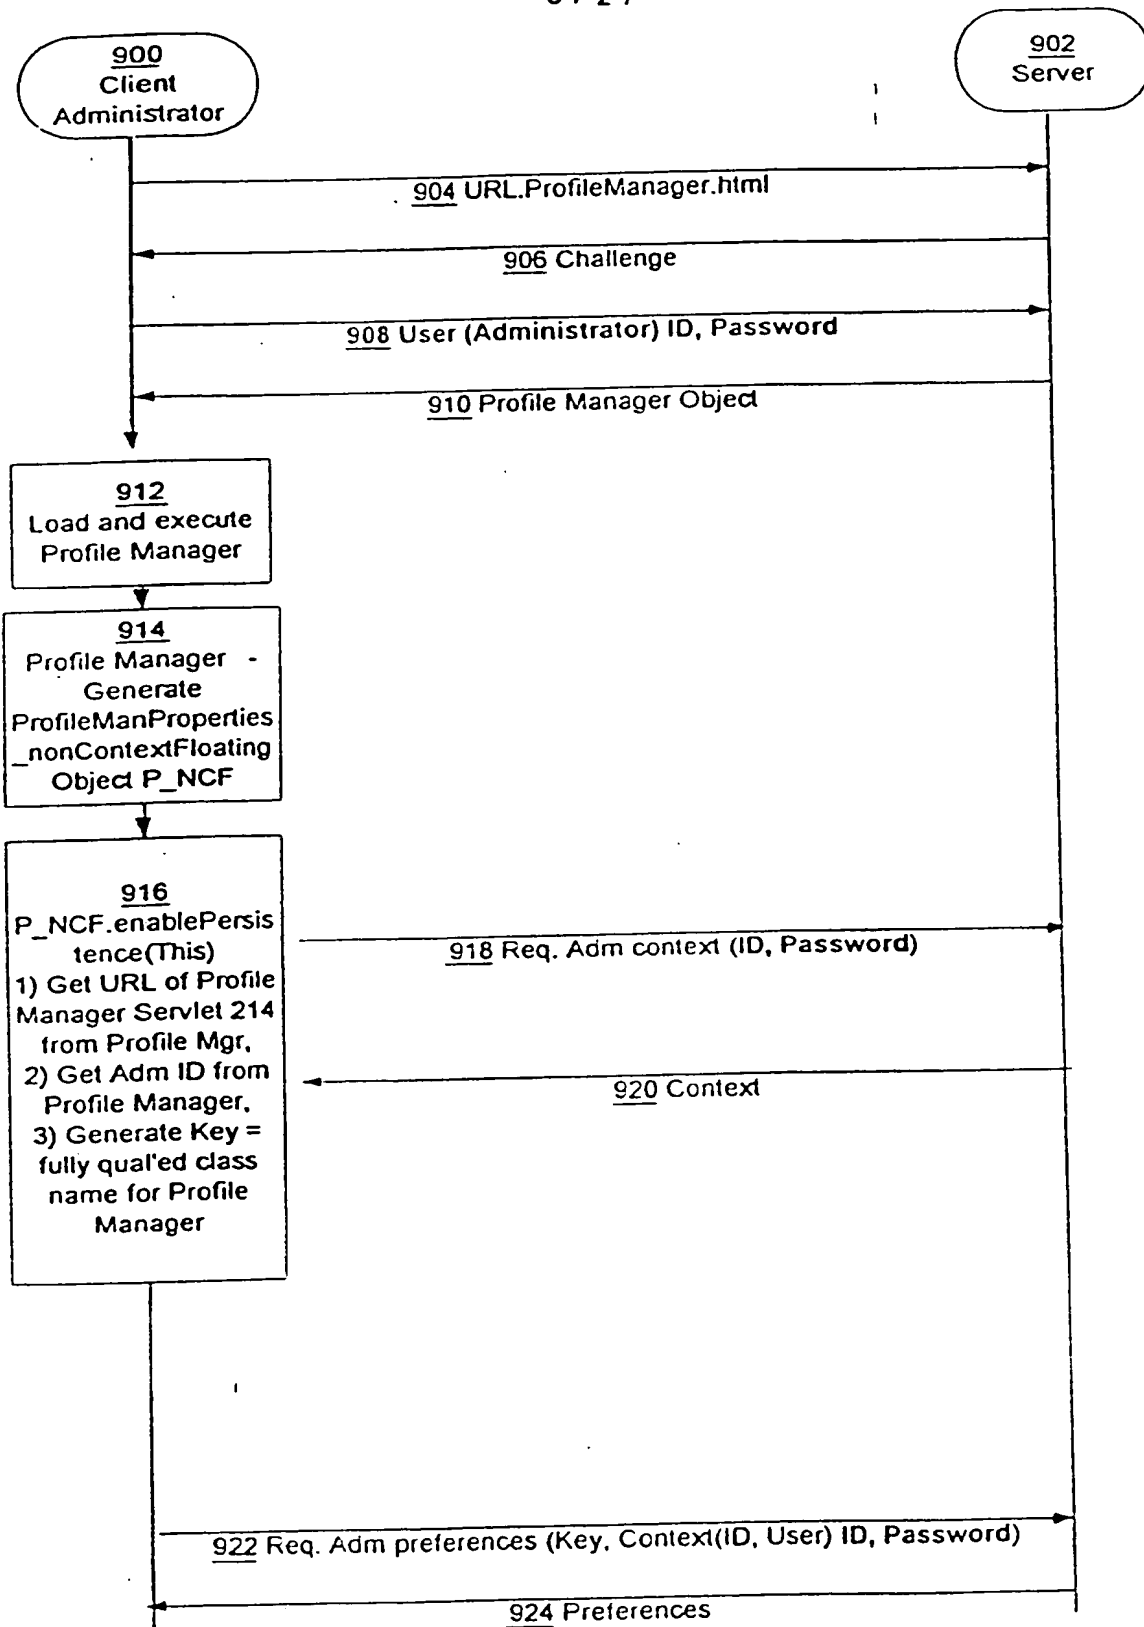 900
Client
Administrator
902
Server
904 URL.ProfileManager.html
906 Challenge
908 User (Administrator) ID, Password
910 Profile Manager Object
912
Load and execute
Profile Manager
914
Profile Manager -
Generate
ProfileManProperties
_nonContextFloating
Object P_NCF
916
P_NCF.enablePersis
tence(This)
1) Get URL of Profile
Manager Servlet 214
from Profile Mgr,
2) Get Adm ID from
Profile Manager,
3) Generate Key =
fully qual'ed class
name for Profile
Manager
918 Req. Adm context (ID, Password)
920 Context
922 Req. Adm preferences (Key, Context(ID, User) ID, Password)
924 Preferences